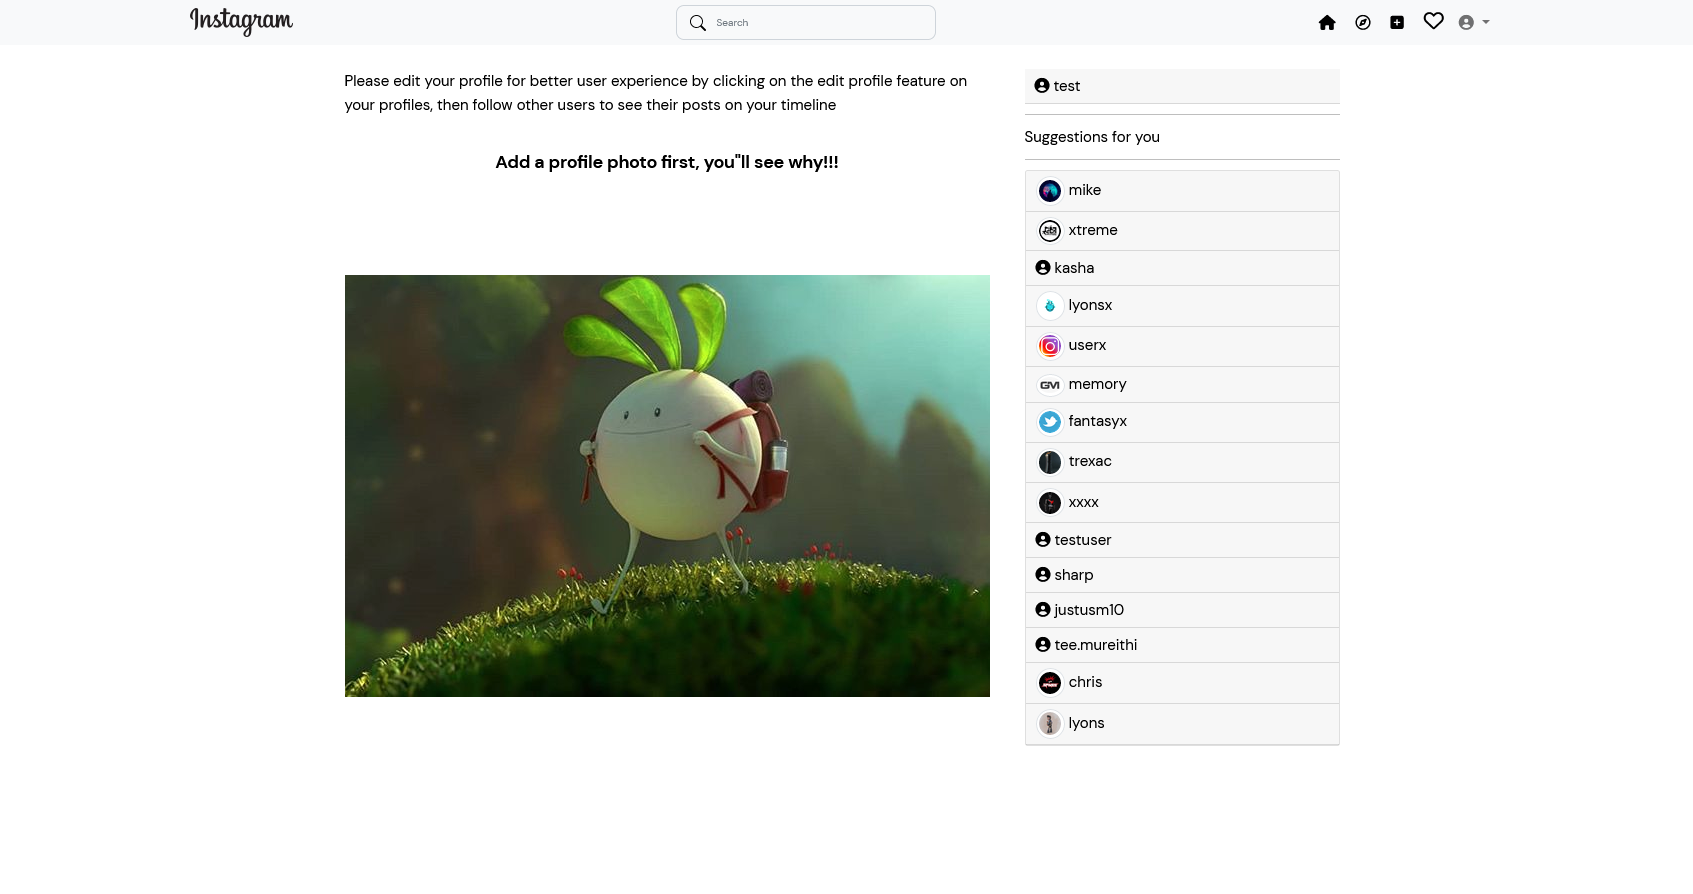 Instagram
Search
Please edit your profile for better user experience by clicking on the edit profile feature on
your profiles, then follow other users to see their posts on your timeline
Add a profile photo first, you"ll see why!!!
test
Suggestions for you
mike
xtreme
kasha
lyonsx
userx
GM
memory
fantasyx
trexac
xxxx
testuser
sharp
justusm10
tee.mureithi
chris
lyons